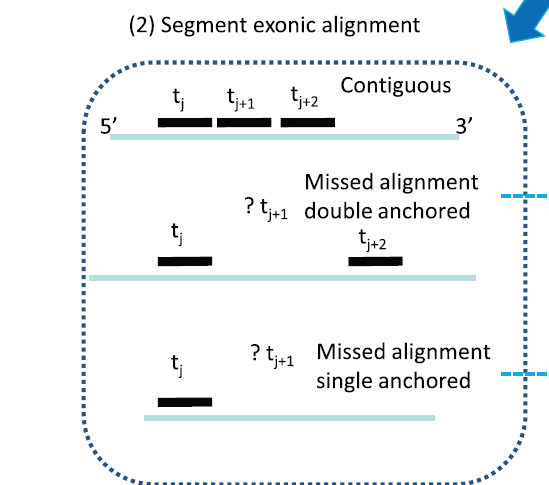 (2) Segment exonic alignment
tj tj+1 tj+2 Contiguous
5’ 3’
Missed alignment
? tj+1 double anchored
tj tj+2
? tj+1 Missed alignment
tj single anchored